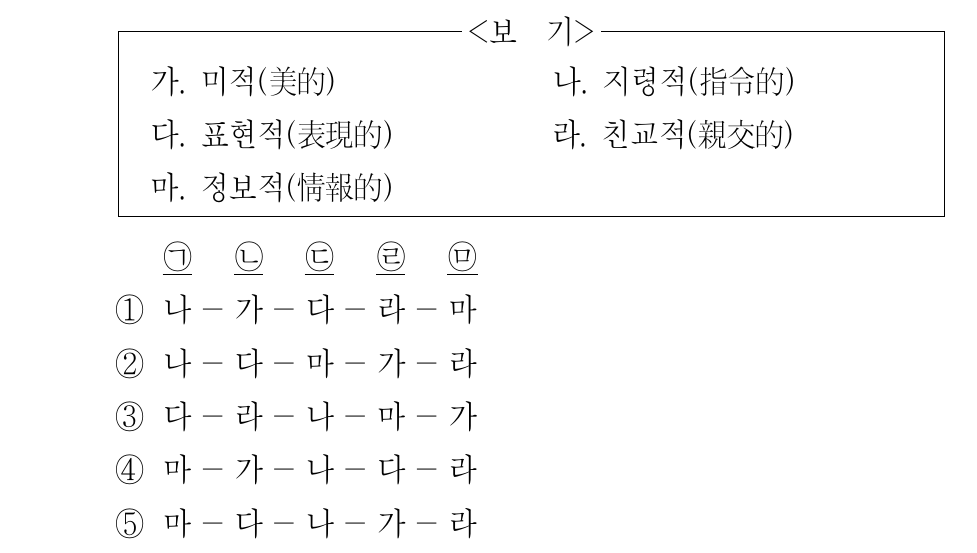 <보 기>
가. 미적(美的) 나. 지령적(指令的)
다. 표현적(表現的) 라. 친교적(親交的)
마. 정보적(情報的)
㉠ ㉡ ㉢ ㉣ ㉤
① 나 - 가 - 다 - 라 - 마
② 나 - 다 - 마 - 가 - 라
③ 다 - 라 - 나 - 마 - 가
④ 마 - 가 - 나 - 다 - 라
⑤ 마 - 다 - 나 - 가 - 라